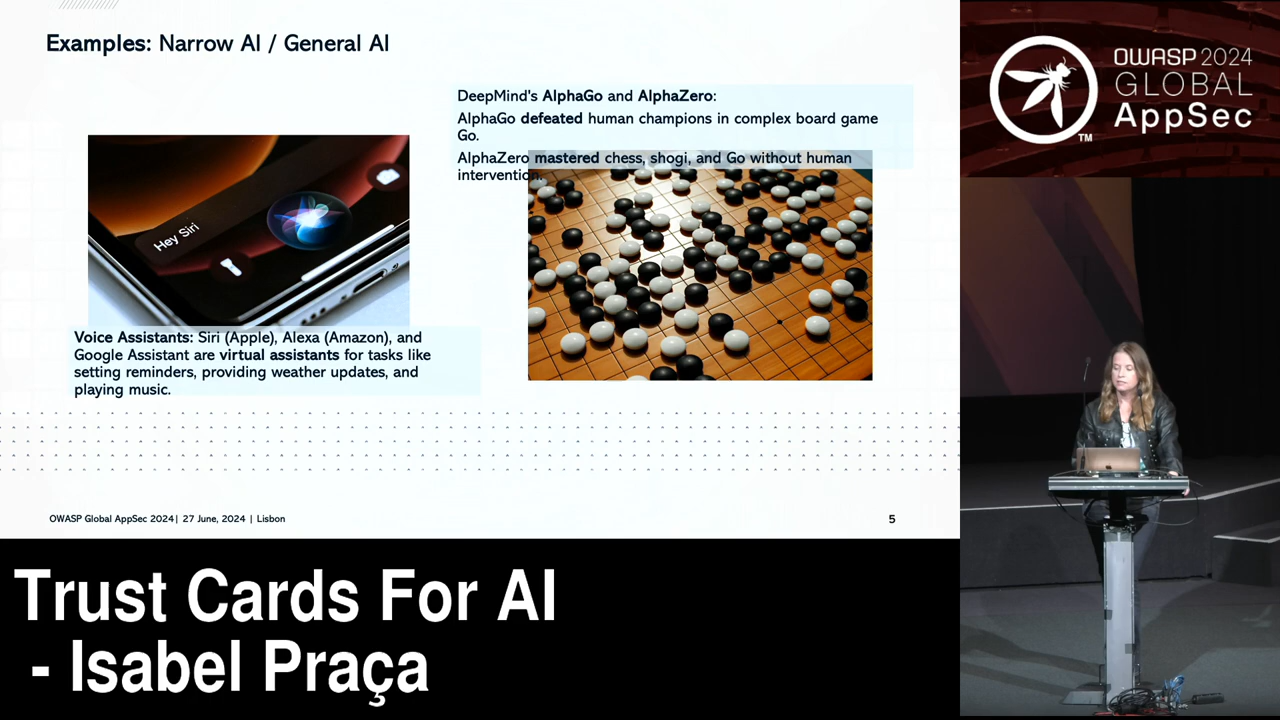 Examples: Narrow AI / General AI
DeepMind's AlphaGo and AlphaZero:
AlphaGo defeated human champions in complex board game
Go.
AlphaZero mastered chess, shogi, and Go without human
intervention.
Hey Siri
Voice Assistants: Siri (Apple), Alexa (Amazon), and
Google Assistant are virtual assistants for tasks like
setting reminders, providing weather updates, and
playing music.
OWASP Global AppSec 2024| 27 June, 2024 | Lisbon
5
OWASP 2024
GLOBAL
AppSec
TM
Trust Cards For AI
- Isabel Praça